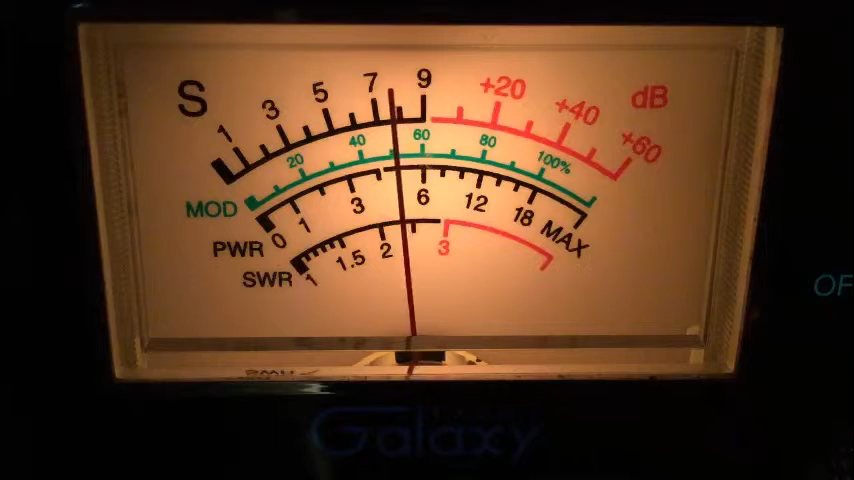 S 1 3 5 7 9 +20 +40 +60 dB
MOD 20 40 60 80 100%
PWR 0 1 3 6 12 18 MAX
SWR 1 1.5 2 3
OF
Galaxy